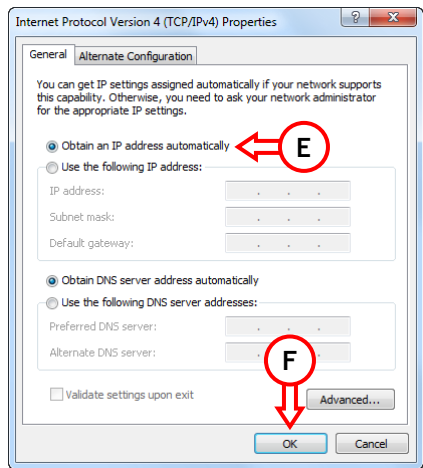 Internet Protocol Version 4 (TCP/IPv4) Properties
?
X
General
Alternate Configuration
You can get IP settings assigned automatically if your network supports
this capability. Otherwise, you need to ask your network administrator
for the appropriate IP settings.
Obtain an IP address automatically
E
Use the following IP address:
IP address:
. . .
Subnet mask:
. . .
Default gateway:
. . .
Obtain DNS server address automatically
Use the following DNS server addresses:
Preferred DNS server:
. . .
Alternate DNS server:
. . .
F
Validate settings upon exit
Advanced...
OK
Cancel